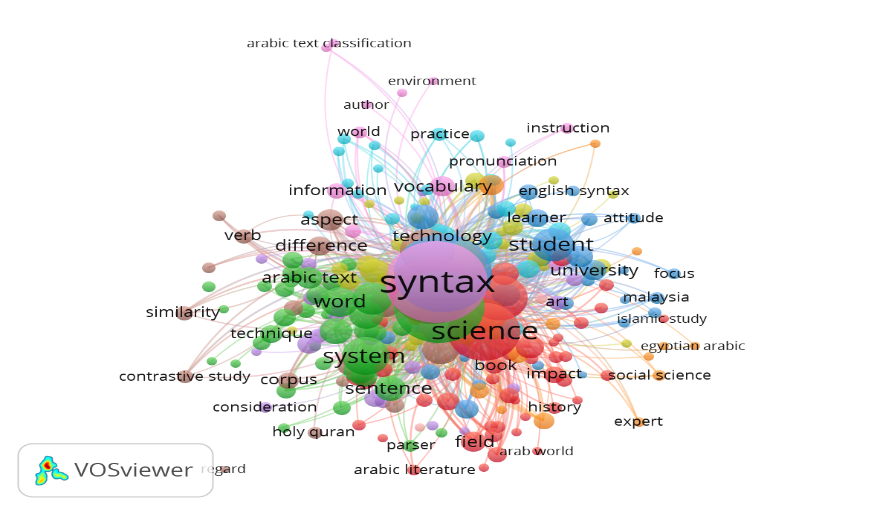 arabic text classification
environment
author
world
practice
instruction
pronunciation
information
vocabulary
english syntax
aspect
learner
attitude
verb
difference
technology
student
arabic text
university
focus
syntax
word
art
malaysia
similarity
islamic study
technique
science
system
egyptian arabic
contrastive study
corpus
book
impact
social science
sentence
consideration
history
expert
holy quran
parser
field
arab world
arabic literature
VOSviewer
regard